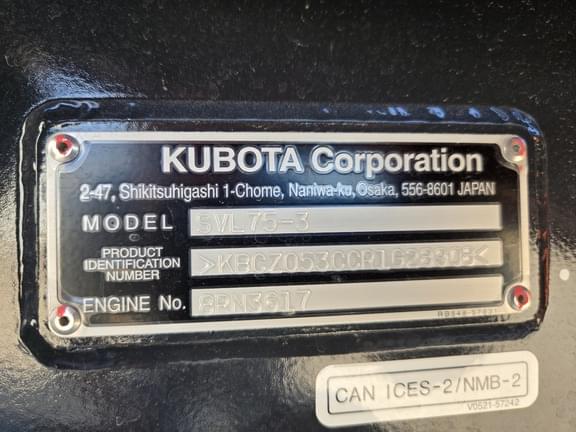 KUBOTA Corporation
2-47, Shikitsuhigashi 1-Chome, Naniwa-ku, Osaka, 556-8601 JAPAN
MODEL SVL75-3
PRODUCT
IDENTIFICATION
NUMBER
ENGINE No.
CAN ICES-2/NMB-2
V0521-57242